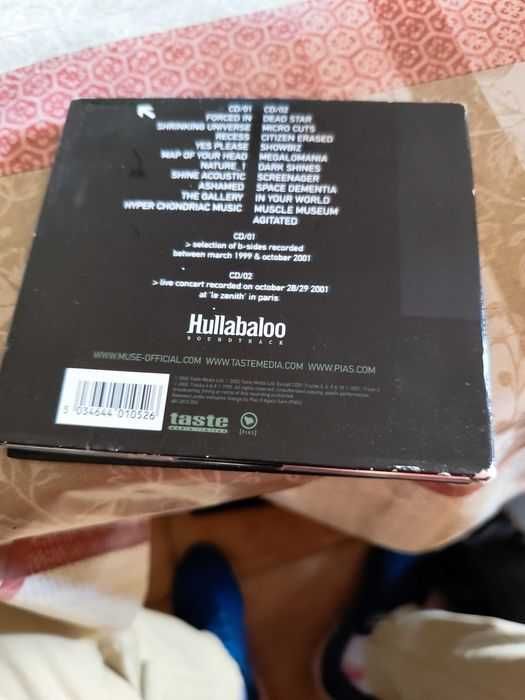 CD/01 CD/02
FORCED IN DEAD STAR
SHRINKING UNIVERSE MICRO CUTS
RECESS CITIZEN ERASED
YES PLEASE SHOWBIZ
MAP OF YOUR HEAD MEGALOMANIA
NATURE_1 DARK SHINES
SHINE ACOUSTIC SCREENAGER
ASHAMED SPACE DEMENTIA
THE GALLERY IN YOUR WORLD
HYPER CHONDRIAC MUSIC MUSCLE MUSEUM
AGITATED
CD/01
> selection of b-sides recorded
between march 1999 & october 2001
CD/02
> live concert recorded on october 28/29 2001
at 'le zenith' in paris
Hullabaloo
SOUNDTRACK
WWW.MUSE-OFFICIAL.COM WWW.TASTEMEDIA.COM WWW.PIAS.COM
5 034644 010526
taste
MEDIA LIMITED
[PIAS]